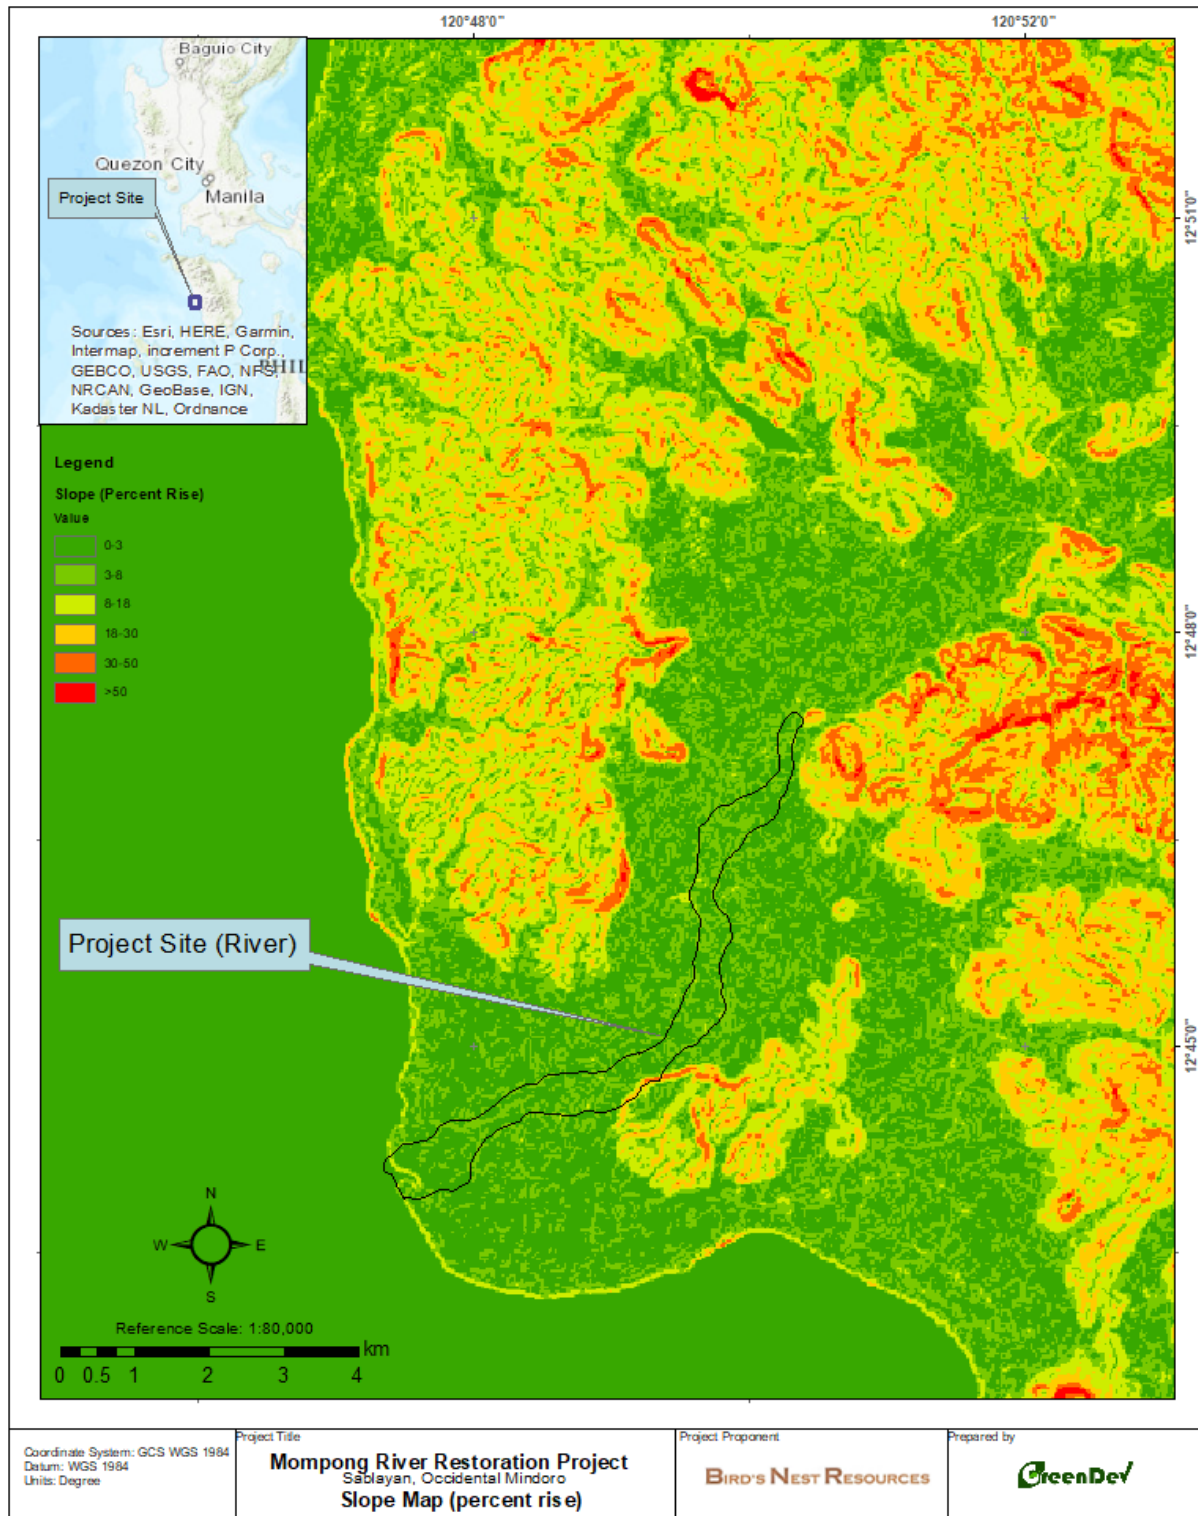 120°48'0"
120°52'0"
Baguio City
Quezon City
Manila
Project Site
Sources: Esri, HERE, Garmin,
Intermap, increment P Corp.,
GEBCO, USGS, FAO, NPS,
NRCAN, GeoBase, IGN,
Kadaster NL, Ordnance
PHIL
12°51'0"
Legend
Slope (Percent Rise)
Value
0-3
3-8
8-18
18-30
30-50
>50
12°48'0"
Project Site (River)
12°45'0"
N
W
E
S
Reference Scale: 1:80,000
km
0 0.5 1 2 3 4
Coordinate System: GCS WGS 1984
Datum: WGS 1984
Units: Degree
Project Title
Mompong River Restoration Project
Sablayan, Occidental Mindoro
Slope Map (percent rise)
Project Proponent
BIRD'S NEST RESOURCES
Prepared by
GreenDev